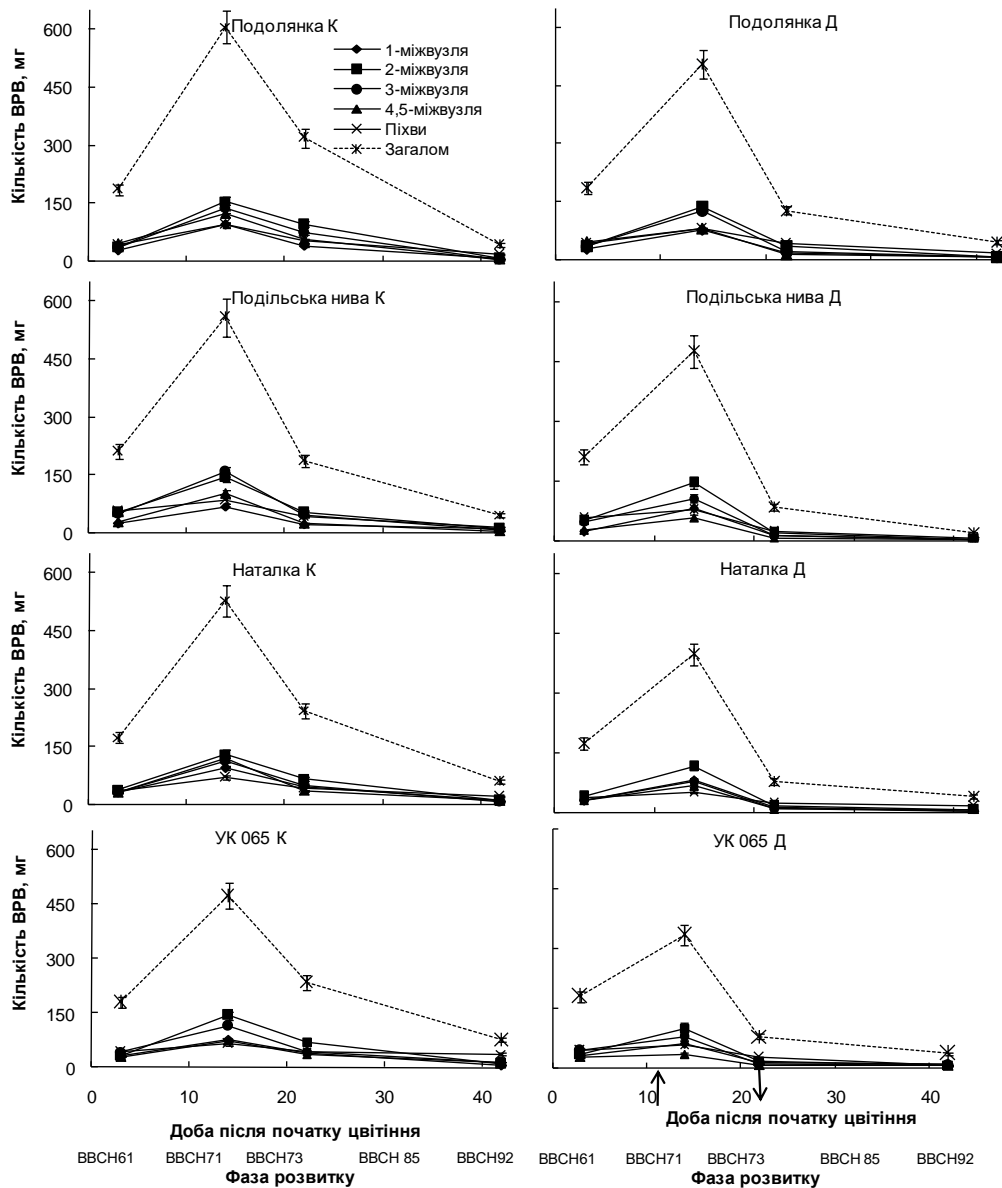 Подолянка К
Подолянка Д
Кількість ВРВ, мг
600
450
300
150
0
1-міжвузля
2-міжвузля
3-міжвузля
4,5-міжвузля
Піхви
Загалом
Подільська нива К
Подільська нива Д
Кількість ВРВ, мг
600
450
300
150
0
Наталка К
Наталка Д
Кількість ВРВ, мг
600
450
300
150
0
УК 065 К
УК 065 Д
Кількість ВРВ, мг
600
450
300
150
0
0 10 20 30 40
0 10 20 30 40
Доба після початку цвітіння
Доба після початку цвітіння
BBCH61 BBCH71 BBCH73 BBCH 85 BBCH92
BBCH61 BBCH71 BBCH73 BBCH 85 BBCH92
Фаза розвитку
Фаза розвитку